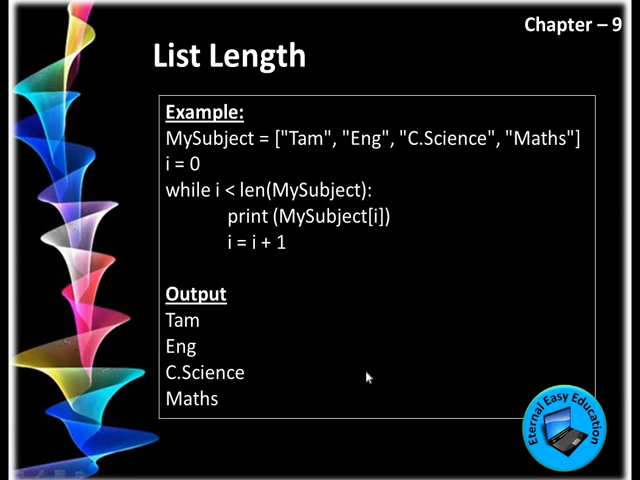 Chapter – 9
List Length
Example:
MySubject = ["Tam", "Eng", "C.Science", "Maths"]
i = 0
while i < len(MySubject):
print (MySubject[i])
i = i + 1
Output
Tam
Eng
C.Science
Maths
Eternal Easy Education